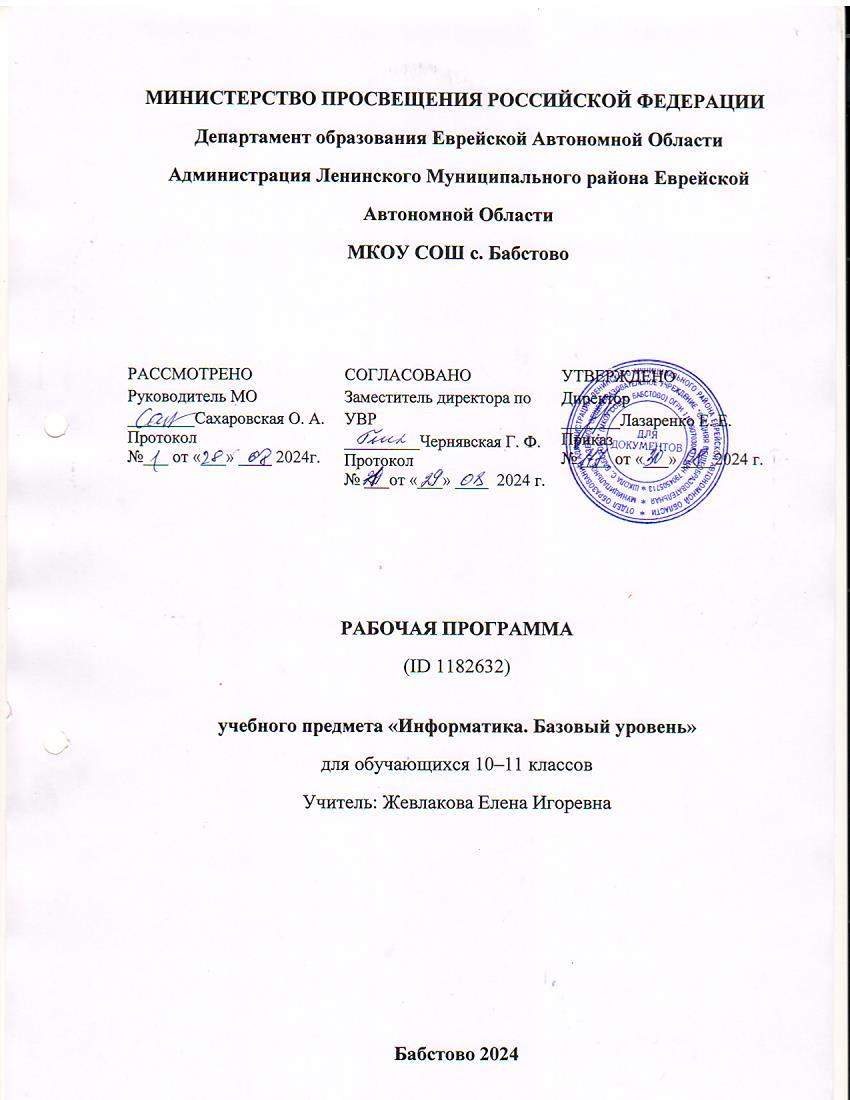 МИНИСТЕРСТВО ПРОСВЕЩЕНИЯ РОССИЙСКОЙ ФЕДЕРАЦИИ
Департамент образования Еврейской Автономной Области
Администрация Ленинского Муниципального района Еврейской
Автономной Области
МКОУ СОШ с. Бабстово
РАССМОТРЕНО
Руководитель МО
Сахаровская О. А.
Протокол
№ 1 от «28» 08 2024г.
СОГЛАСОВАНО
Заместитель директора по
УВР
Чернявская Г. Ф.
Протокол
№ от «29» 08 2024 г.
УТВЕРЖДЕНО
Директор
Лазаренко Е. Е.
Приказ
№ от «30» 2024 г.
ДЛЯ
ДОКУМЕНТОВ
РАБОЧАЯ ПРОГРАММА
(ID 1182632)
учебного предмета «Информатика. Базовый уровень»
для обучающихся 10–11 классов
Учитель: Жевлакова Елена Игоревна
Бабстово 2024